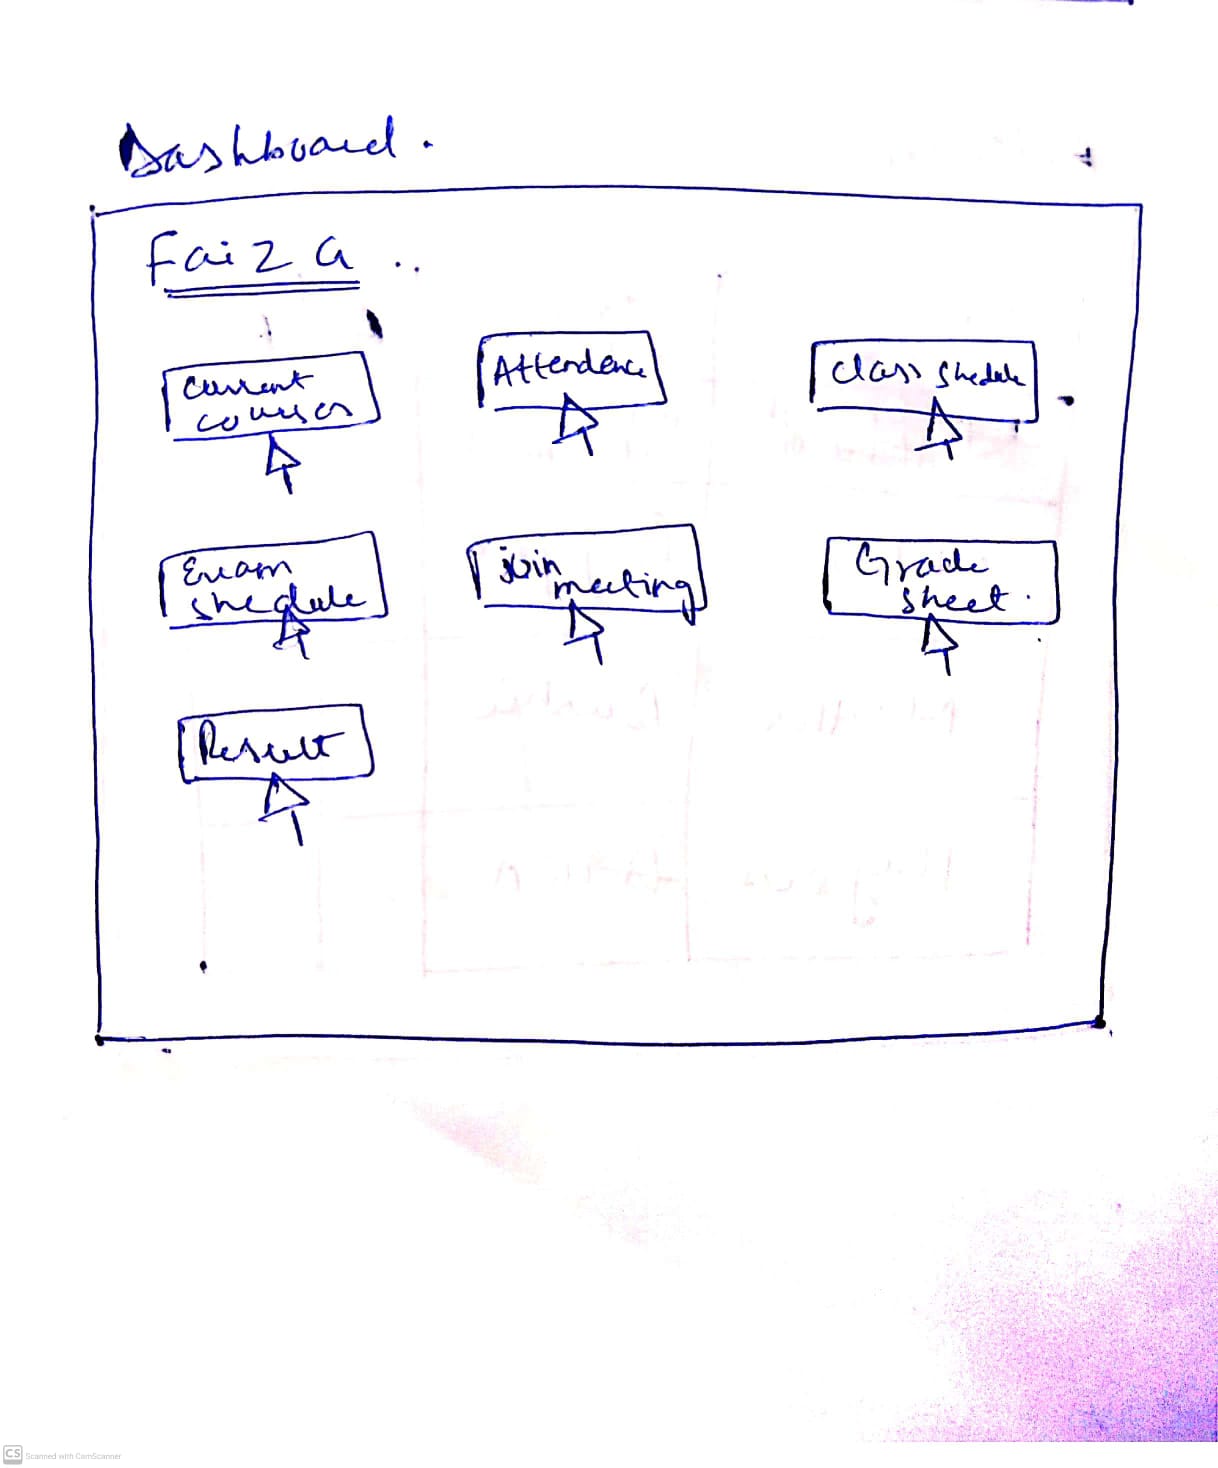 Dashboard.
Faiza ..
Current
courses
Attendence
Class shedule
Exam
shedule
join
meeting
Grade
sheet.
Result
CS Scanned with CamScanner